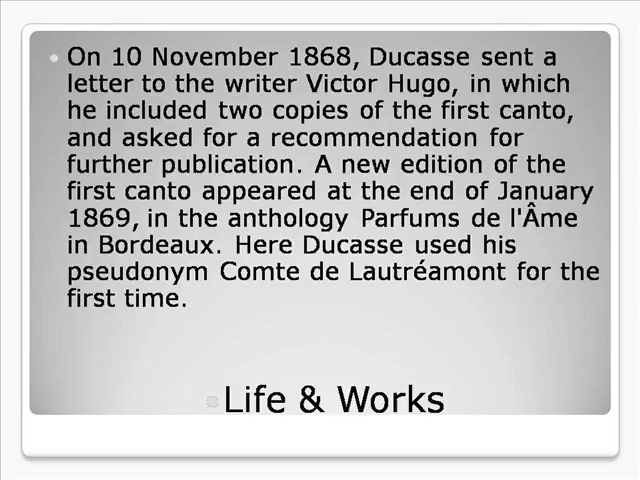 On 10 November 1868, Ducasse sent a
letter to the writer Victor Hugo, in which
he included two copies of the first canto,
and asked for a recommendation for
further publication. A new edition of the
first canto appeared at the end of January
1869, in the anthology Parfums de l'Âme
in Bordeaux. Here Ducasse used his
pseudonym Comte de Lautréamont for the
first time.
Life & Works